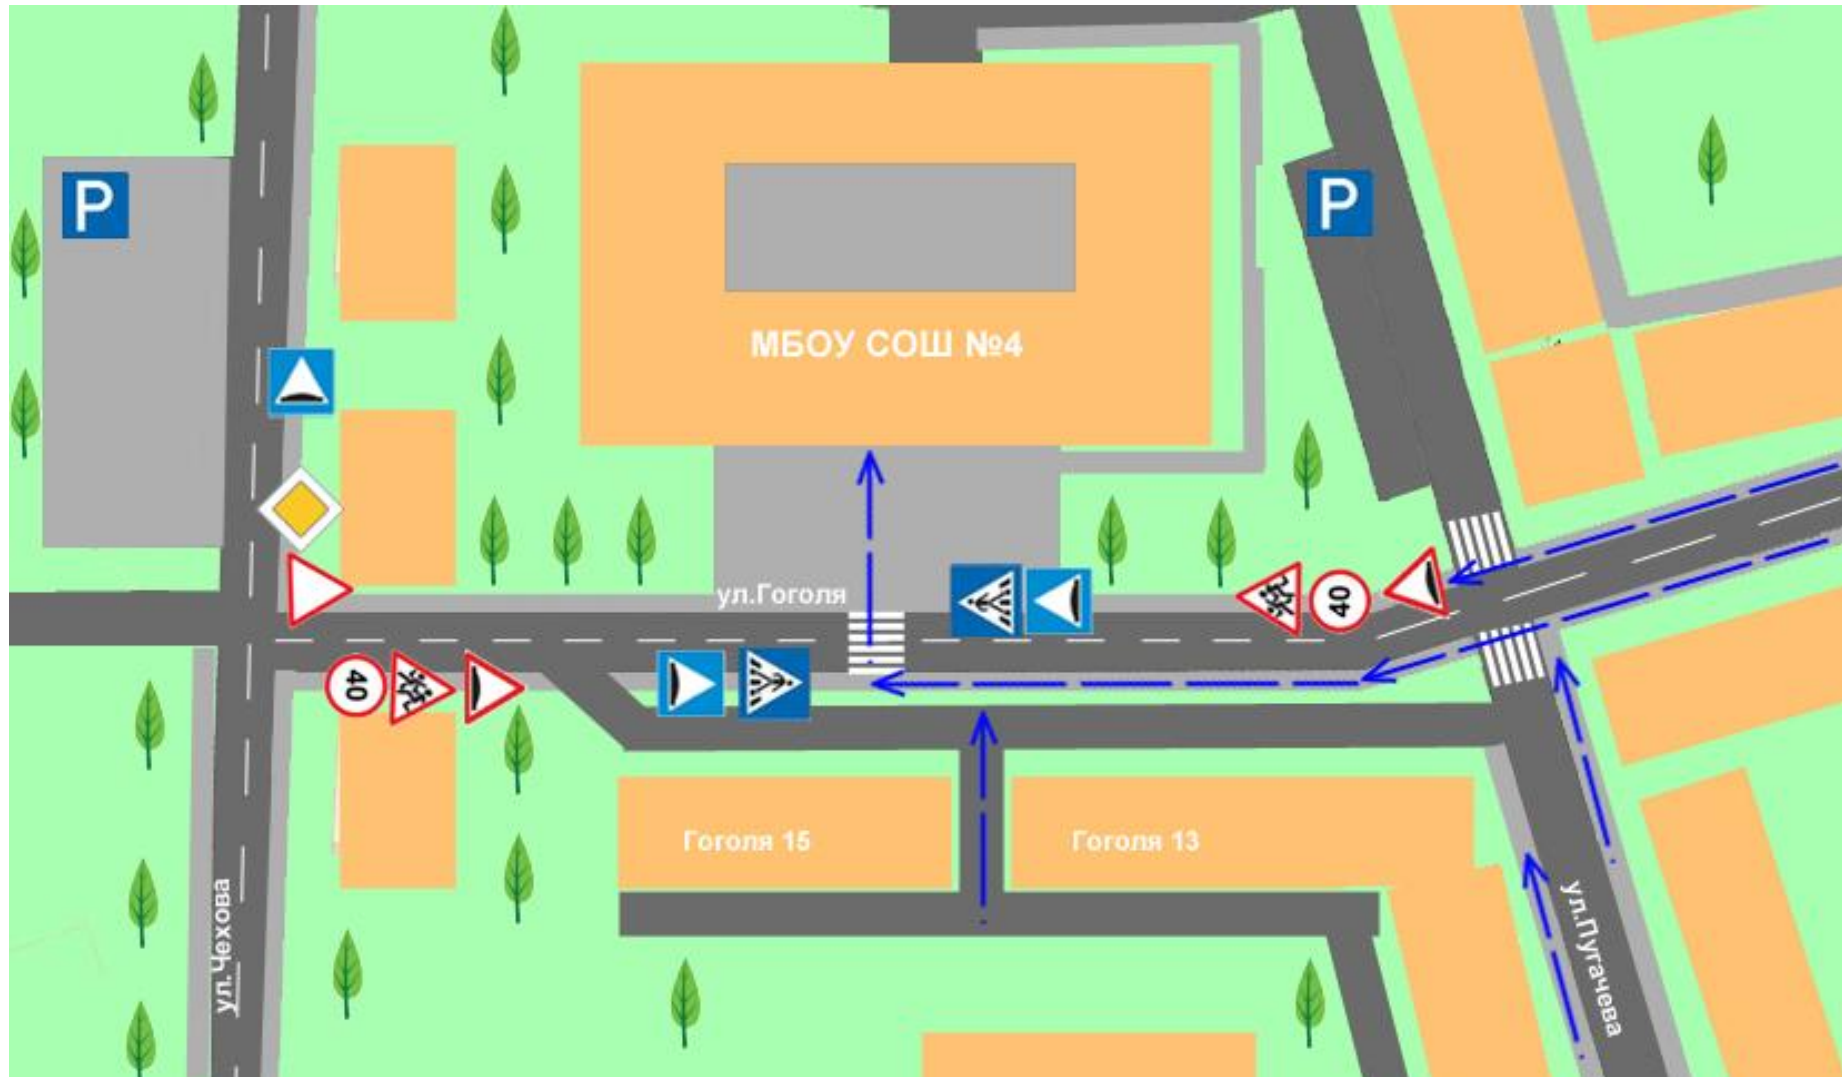 P
P
МБОУ СОШ №4
ул.Гоголя
40
40
Гоголя 15
Гоголя 13
ул.Чехова
ул.Пугачева